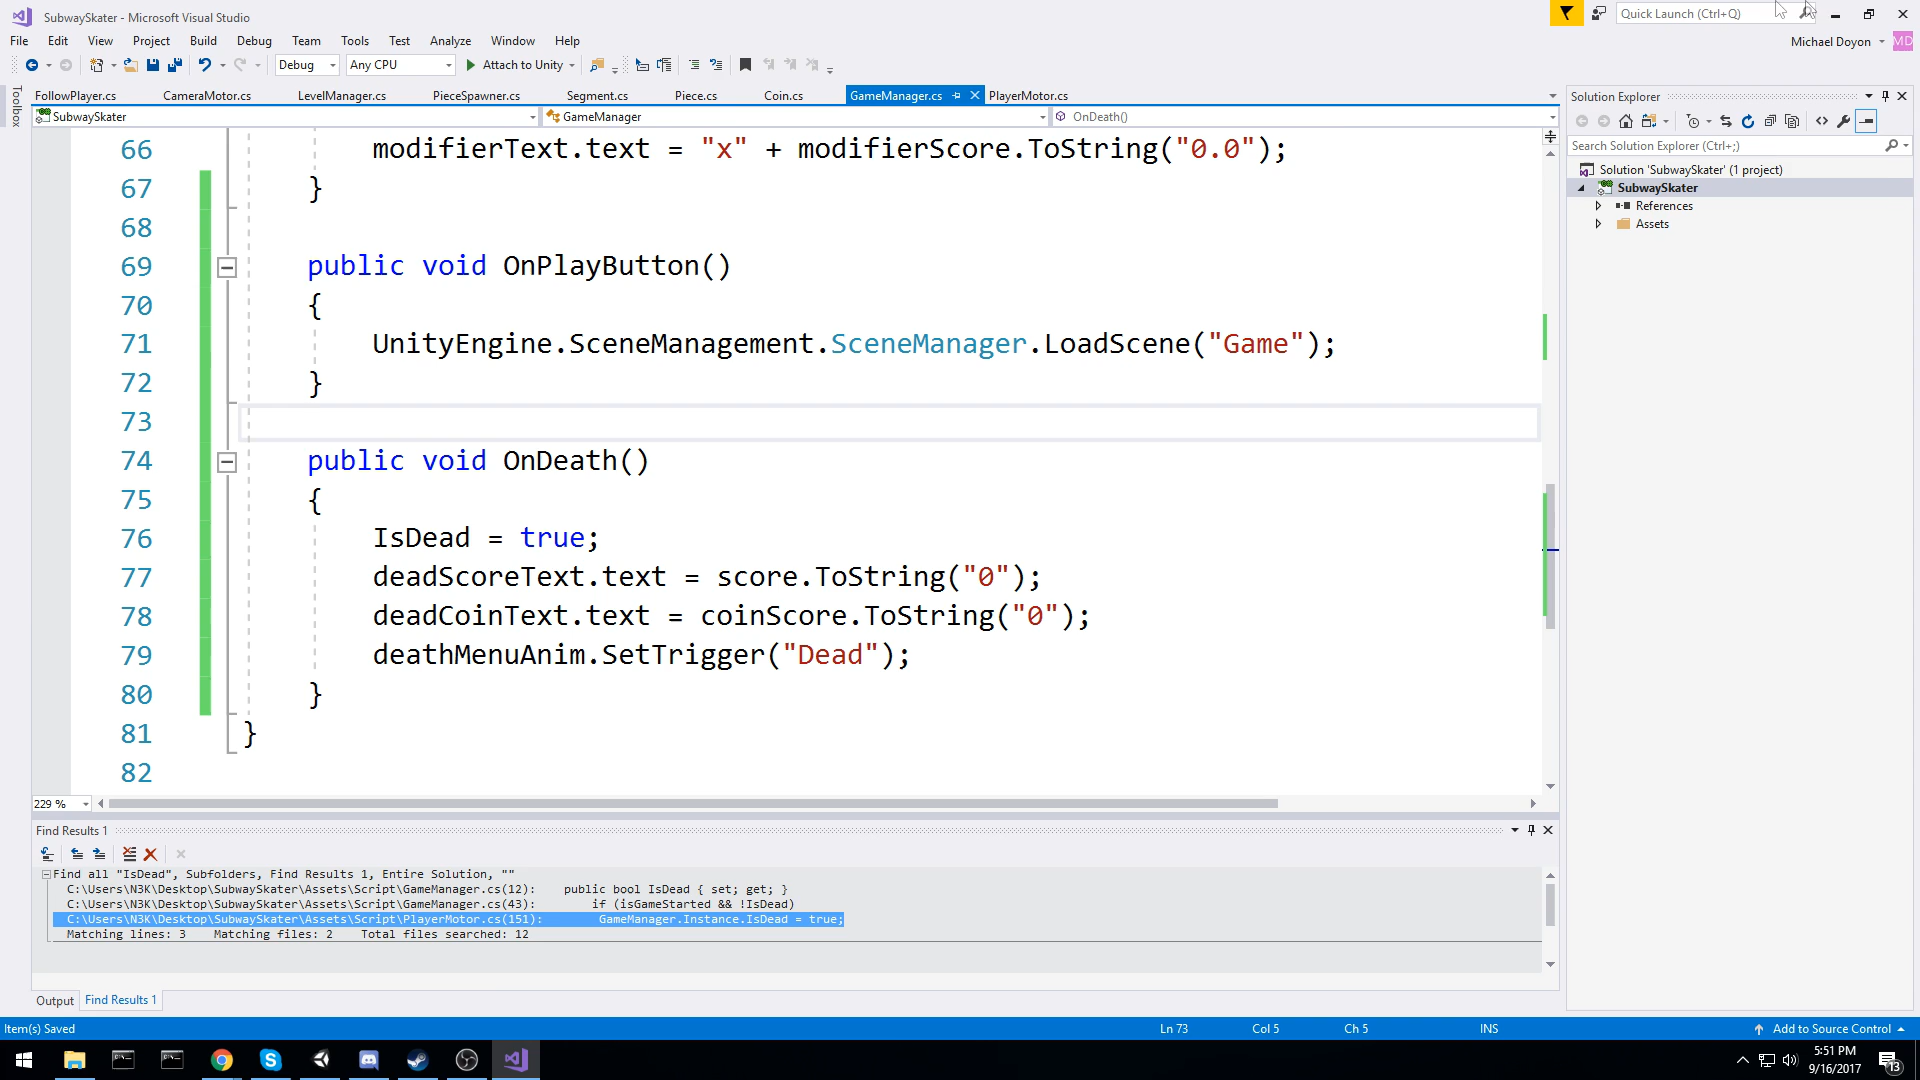 SubwaySkater - Microsoft Visual Studio
Quick Launch (Ctrl+Q)
File Edit View Project Build Debug Team Tools Test Analyze Window Help
Michael Doyon MD
Debug Any CPU Attach to Unity
Toolbox
FollowPlayer.cs CameraMotor.cs LevelManager.cs PieceSpawner.cs Segment.cs Piece.cs Coin.cs GameManager.cs PlayerMotor.cs
SubwaySkater GameManager OnDeath()
66 modifierText.text = "x" + modifierScore.ToString("0.0");
67 }
68
69 public void OnPlayButton()
70 {
71 UnityEngine.SceneManagement.SceneManager.LoadScene("Game");
72 }
73
74 public void OnDeath()
75 {
76 IsDead = true;
77 deadScoreText.text = score.ToString("0");
78 deadCoinText.text = coinScore.ToString("0");
79 deathMenuAnim.SetTrigger("Dead");
80 }
81 }
82
229 %
Solution Explorer
Search Solution Explorer (Ctrl+;)
Solution 'SubwaySkater' (1 project)
SubwaySkater
References
Assets
Find Results 1
Find all "IsDead", Subfolders, Find Results 1, Entire Solution, ""
C:\Users\N3K\Desktop\SubwaySkater\Assets\Script\GameManager.cs(12): public bool IsDead { set; get; }
C:\Users\N3K\Desktop\SubwaySkater\Assets\Script\GameManager.cs(43): if (isGameStarted && !IsDead)
C:\Users\N3K\Desktop\SubwaySkater\Assets\Script\PlayerMotor.cs(151): GameManager.Instance.IsDead = true;
Matching lines: 3 Matching files: 2 Total files searched: 12
Output Find Results 1
Item(s) Saved Ln 73 Col 5 Ch 5 INS Add to Source Control
5:51 PM
9/16/2017
13